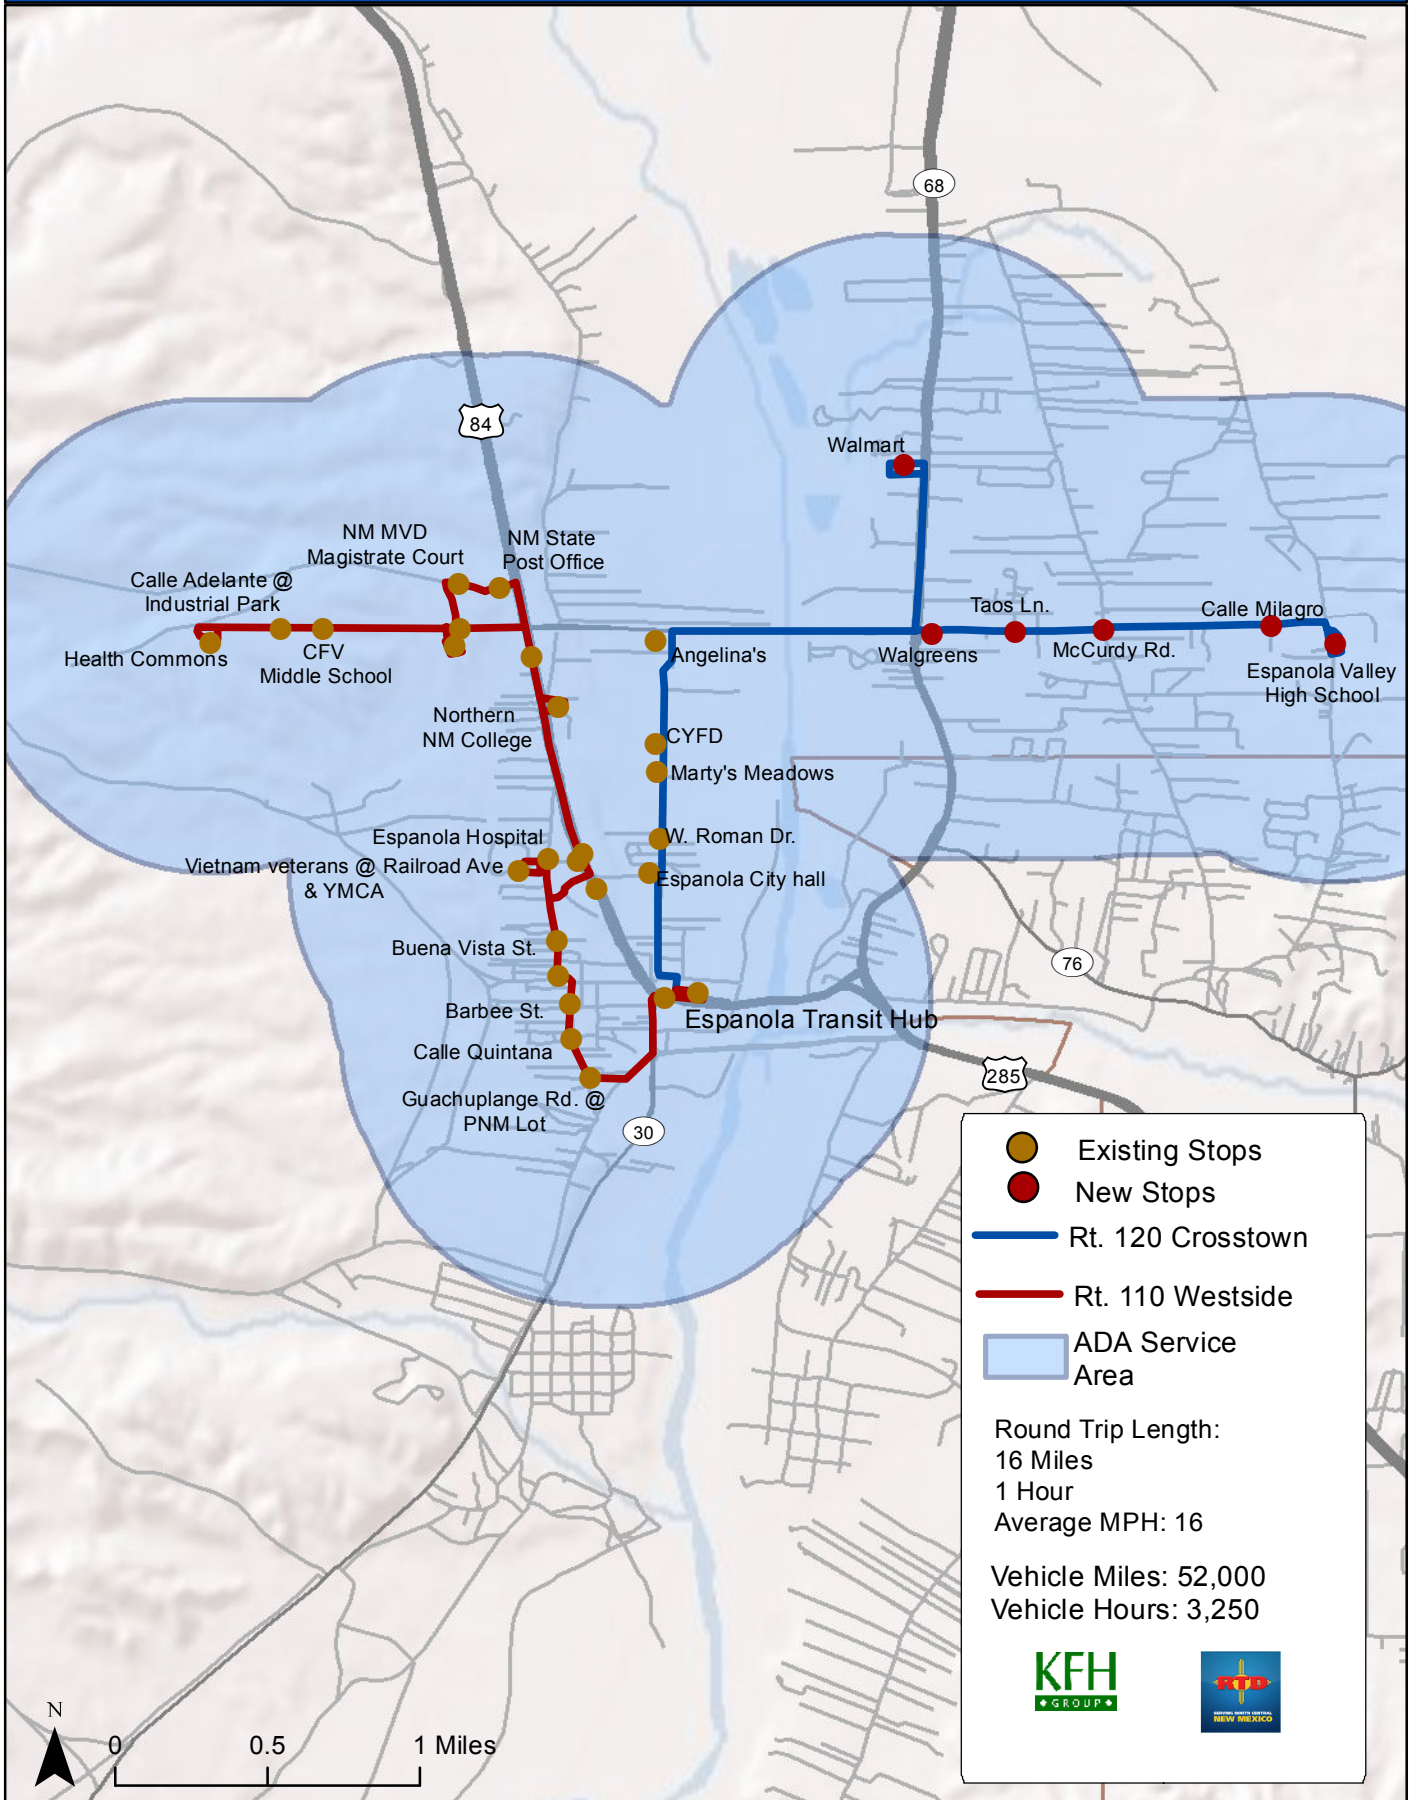 68
84
Walmart
NM MVD
Magistrate Court
NM State
Post Office
Calle Adelante @
Industrial Park
Taos Ln.
Calle Milagro
Health Commons
CFV
Middle School
Angelina's
Walgreens
McCurdy Rd.
Espanola Valley
High School
Northern
NM College
CYFD
Marty's Meadows
Espanola Hospital
W. Roman Dr.
Vietnam veterans @ Railroad Ave
& YMCA
Espanola City hall
Buena Vista St.
76
Barbee St.
Espanola Transit Hub
Calle Quintana
285
Guachuplange Rd. @
PNM Lot
30
Existing Stops
New Stops
Rt. 120 Crosstown
Rt. 110 Westside
ADA Service
Area
Round Trip Length:
16 Miles
1 Hour
Average MPH: 16
Vehicle Miles: 52,000
Vehicle Hours: 3,250
KFH
GROUP
RTD
SERVING NORTH CENTRAL
NEW MEXICO
N
0 0.5 1 Miles